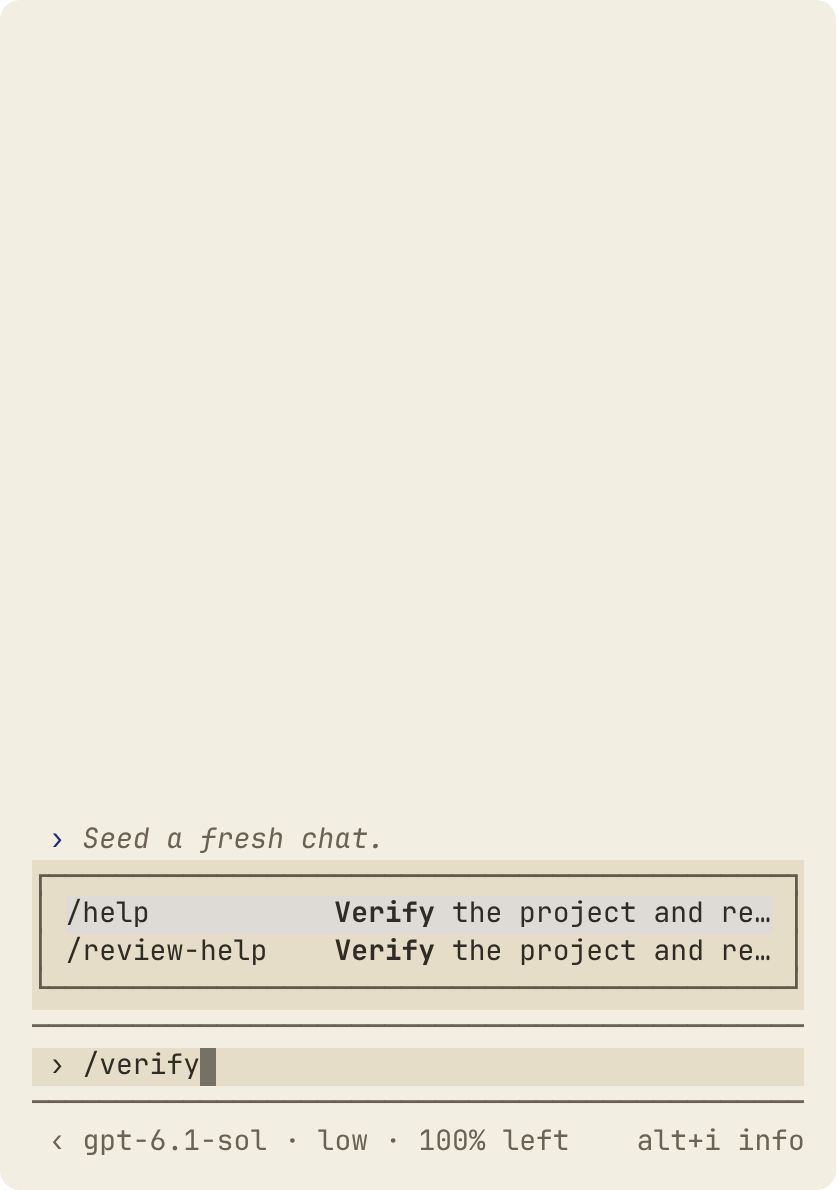 › Seed a fresh chat.
/help Verify the project and re…
/review-help Verify the project and re…
› /verify
‹ gpt-6.1-sol · low · 100% left alt+i info